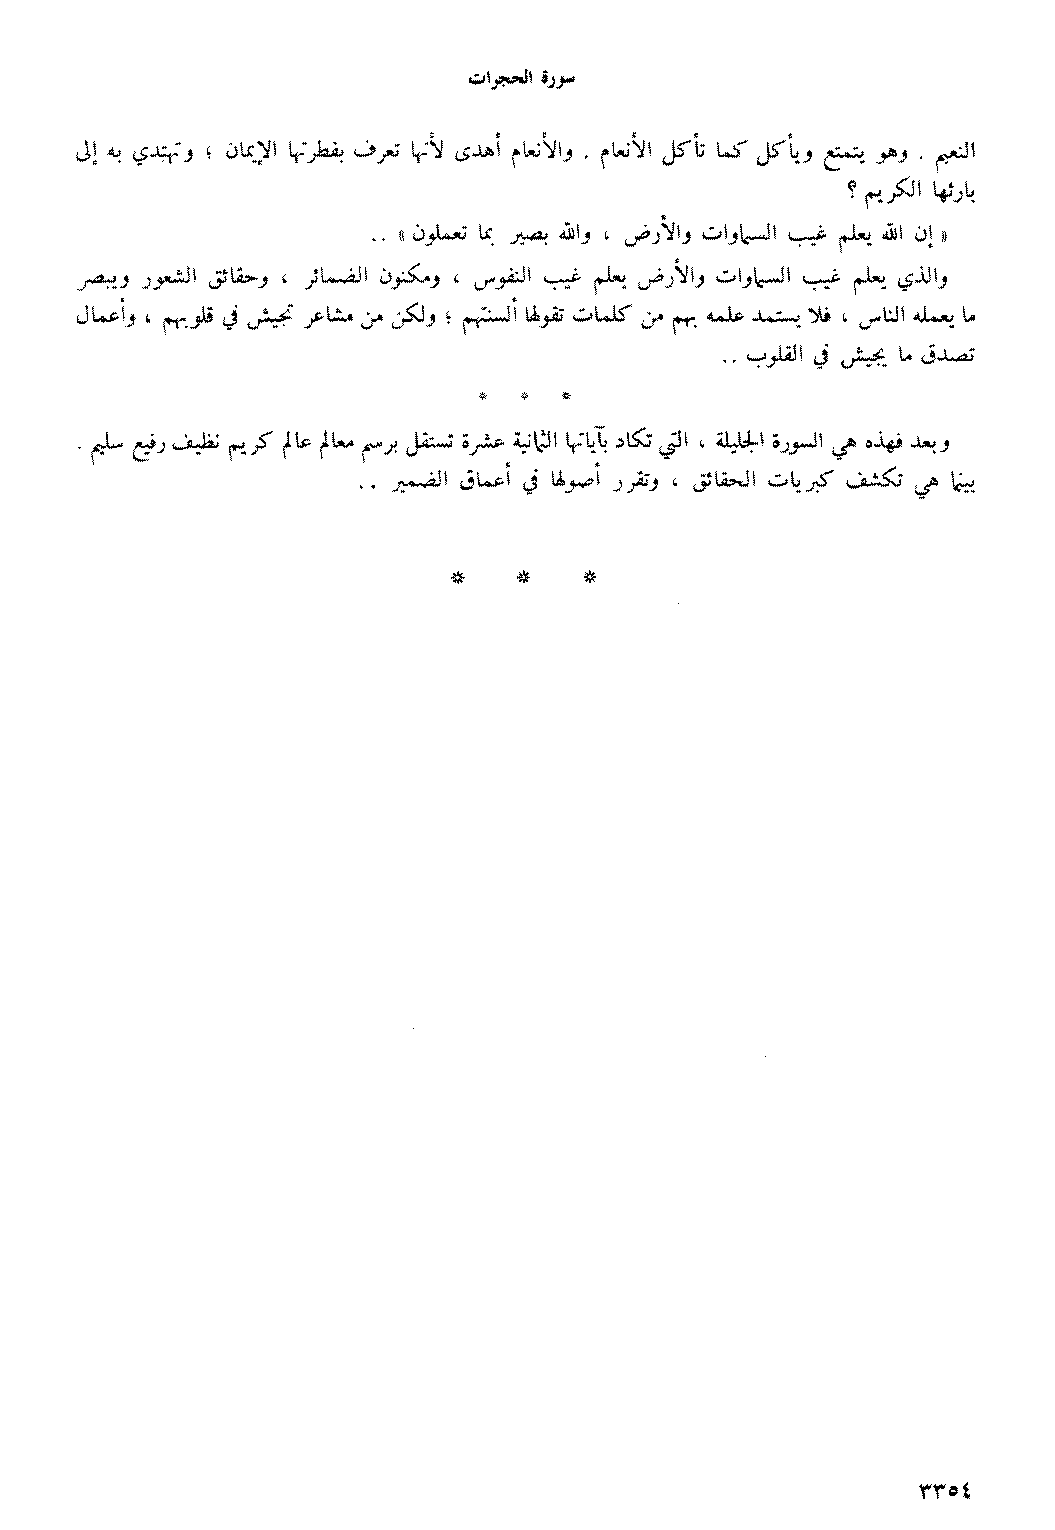 سورة الحجرات
النعيم . وهو يتمتع ويأكل كما تأكل الأنعام . والأنعام أهدى لأنها تعرف بفطرتها الإيمان ؛ وتهتدي به إلى
بارئها الكريم ؟
« إن الله يعلم غيب السماوات والأرض ، والله بصير بما تعملون » ..
والذي يعلم غيب السماوات والأرض يعلم غيب النفوس ، ومكنون الضمائر ، وحقائق الشعور ويبصر
ما يعمله الناس ، فلا يستمد علمه بهم من كلمات تقولها ألسنتهم ؛ ولكن من مشاعر تجيش في قلوبهم ، وأعمال
تصدق ما يجيش في القلوب ..
* * *
وبعد فهذه هي السورة الجليلة ، التي تكاد بآياتها الثمانية عشرة تستقل برسم معالم عالم كريم نظيف رفيع سليم .
بينما هي تكشف كبريات الحقائق ، وتقرر أصولها في أعماق الضمير ..
* * *
٣٣٥٤